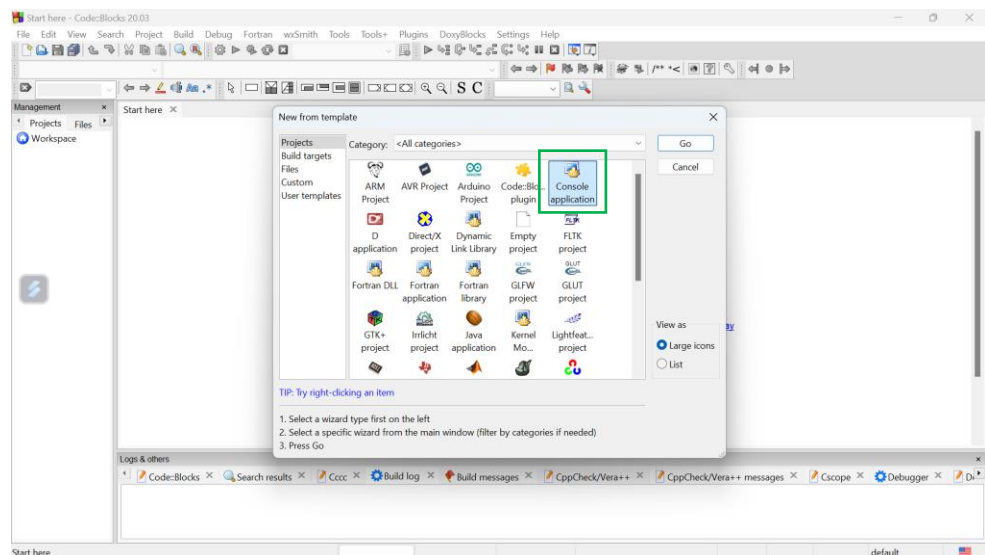 Start here - Code::Blocks 20.03
File Edit View Search Project Build Debug Fortran wxSmith Tools Tools+ Plugins DoxyBlocks Settings Help
/** *<
.*
S C
Management ×
Projects Files
Start here ×
Workspace
New from template
Projects
Build targets
Files
Custom
User templates
Category: <All categories>
Go
Cancel
ARM Project
AVR Project
Arduino Project
Code::Blo... plugin
Console application
D application
Direct/X project
Dynamic Link Library
Empty project
FLTK project
Fortran DLL
Fortran application
Fortran library
GLFW project
GLUT project
GTK+ project
Irrlicht project
Java application
Kernel Mo...
Lightfeat... project
View as
Large icons
List
ay
TIP: Try right-clicking an item
1. Select a wizard type first on the left
2. Select a specific wizard from the main window (filter by categories if needed)
3. Press Go
Logs & others ×
Code::Blocks × Search results × Cccc × Build log × Build messages × CppCheck/Vera++ × CppCheck/Vera++ messages × Cscope × Debugger ×
Start here default